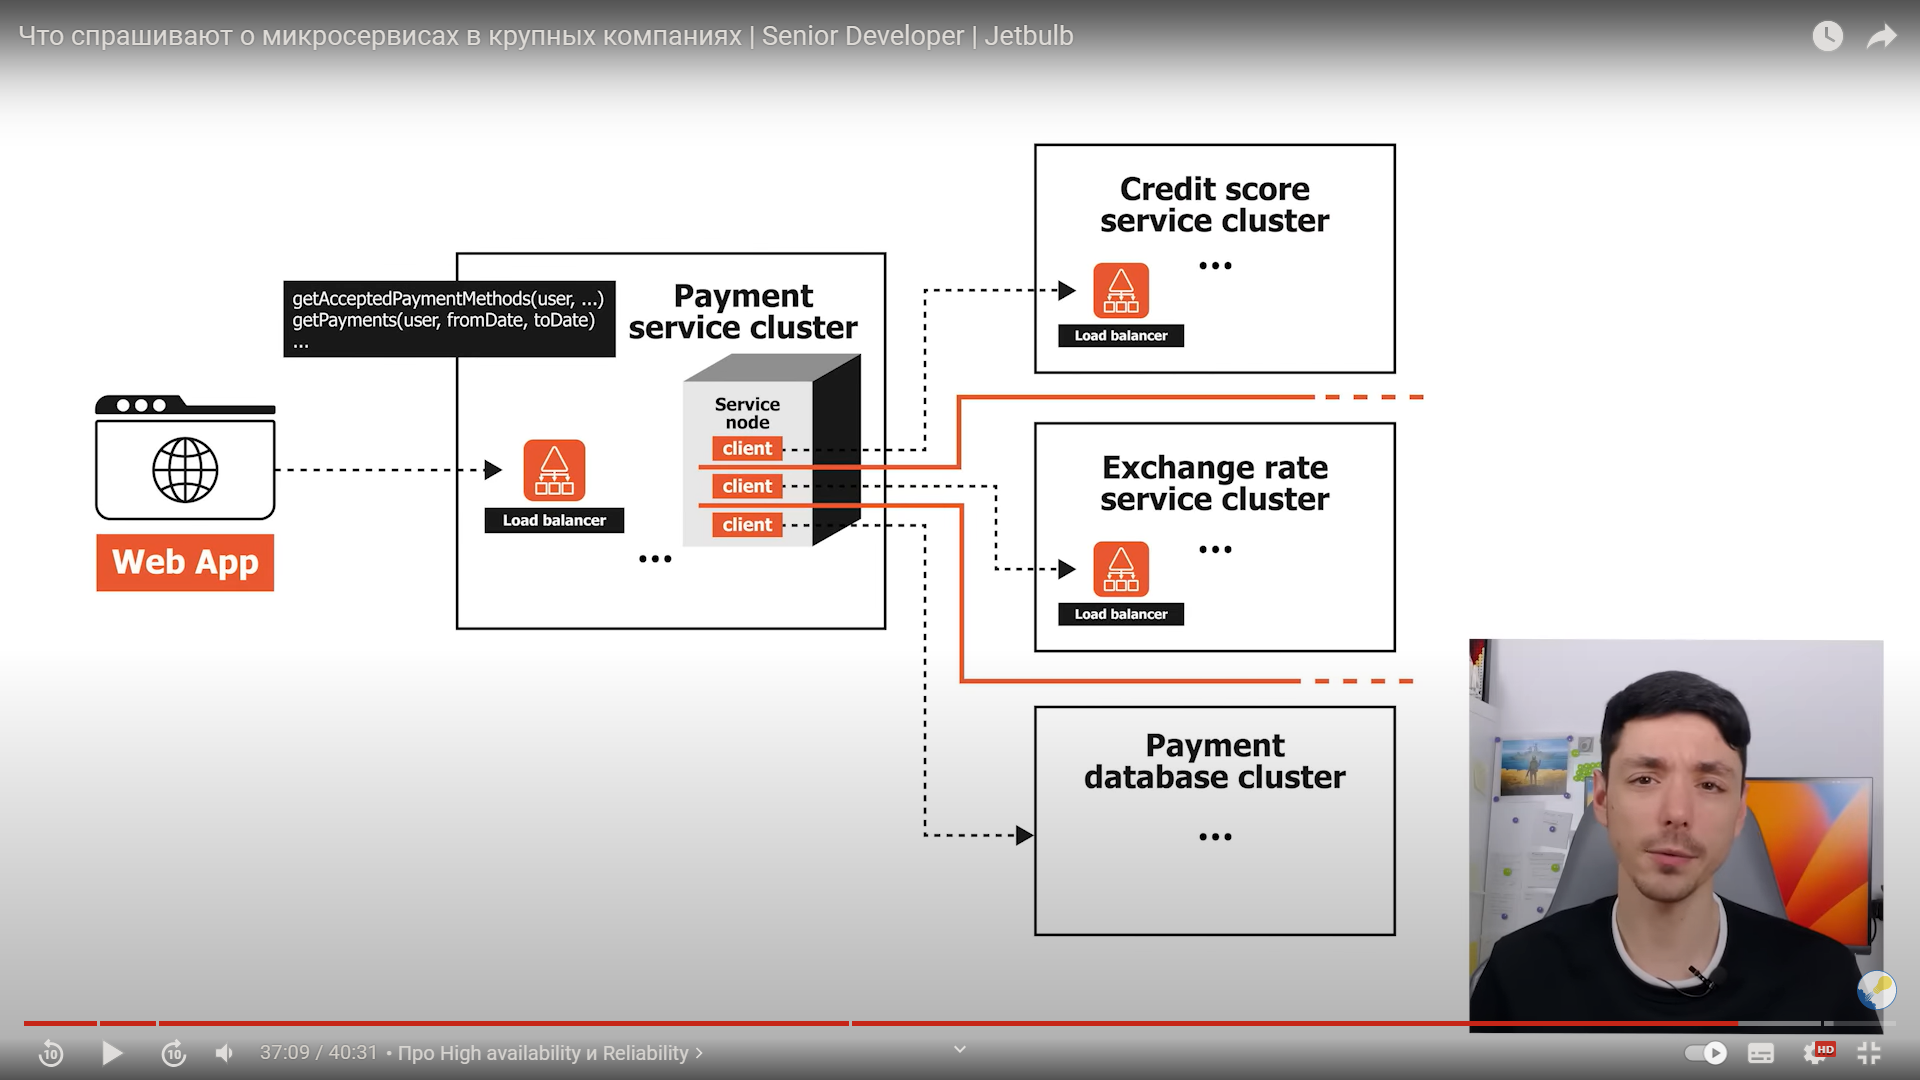 Что спрашивают о микросервисах в крупных компаниях | Senior Developer | Jetbulb
Credit score
service cluster
...
Load balancer
getAcceptedPaymentMethods(user, ...)
getPayments(user, fromDate, toDate)
...
Payment
service cluster
Service
node
client
client
client
Load balancer
...
Web App
Exchange rate
service cluster
...
Load balancer
Payment
database cluster
...
10
10
37:09 / 40:31 • Про High availability и Reliability >
HD